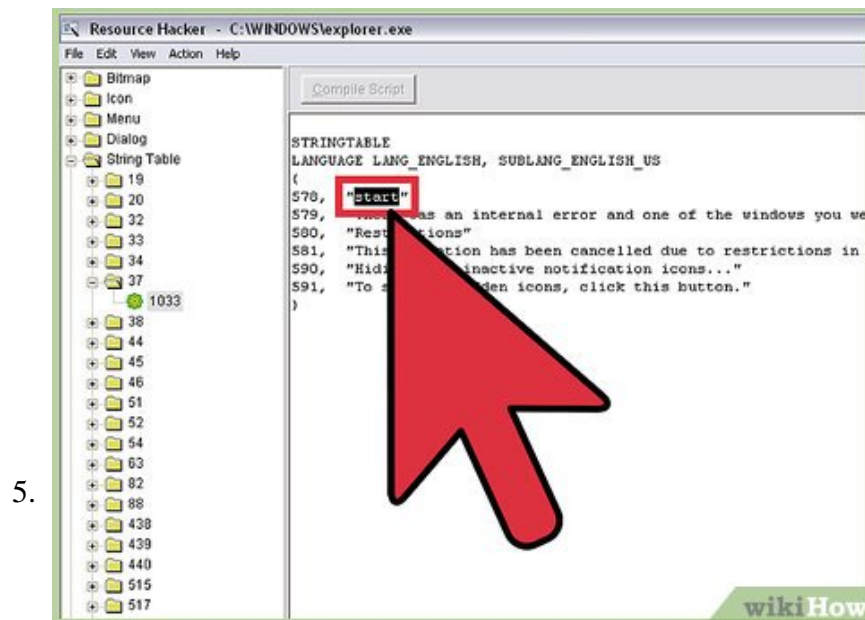 Resource Hacker - C:\WINDOWS\explorer.exe
File Edit View Action Help
Bitmap
Icon
Menu
Dialog
String Table
19
20
32
33
34
37
1033
38
44
45
46
51
52
54
63
82
88
438
439
440
515
517
Compile Script
STRINGTABLE
LANGUAGE LANG_ENGLISH, SUBLANG_ENGLISH_US
{
578, "start"
579, as an internal error and one of the windows you we
580, "Rest tions"
581, "This tion has been cancelled due to restrictions in
590, "Hidi inactive notification icons..."
591, "To s den icons, click this button."
}
5.
wikiHow